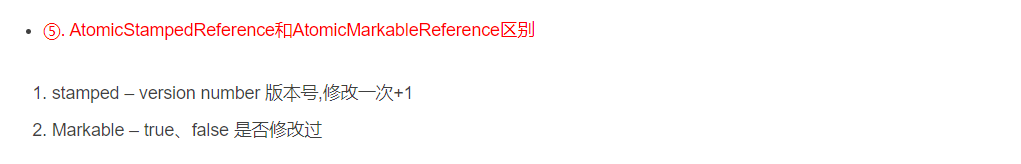 • ⑤. AtomicStampedReference和AtomicMarkableReference区别
1. stamped – version number 版本号,修改一次+1
2. Markable – true、false 是否修改过